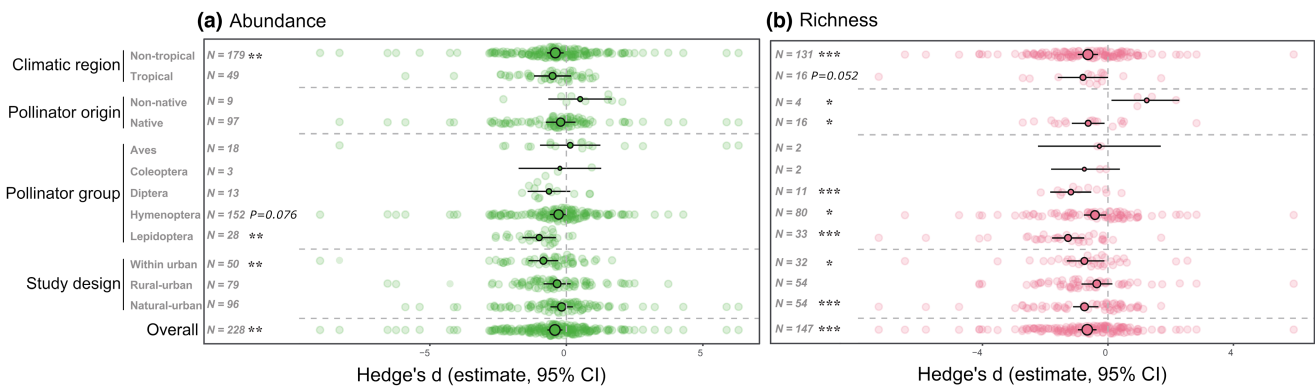 (a) Abundance
(b) Richness
Climatic region
Non-tropical N = 179 ** N = 131 ***
Tropical N = 49 N = 16 P=0.052
Pollinator origin
Non-native N = 9 N = 4 *
Native N = 97 N = 16 *
Pollinator group
Aves N = 18 N = 2
Coleoptera N = 3 N = 2
Diptera N = 13 N = 11 ***
Hymenoptera N = 152 P=0.076 N = 80 *
Lepidoptera N = 28 ** N = 33 ***
Study design
Within urban N = 50 ** N = 32 *
Rural-urban N = 79 N = 54
Natural-urban N = 96 N = 54 ***
Overall N = 228 ** N = 147 ***
−5 0 5
−4 0 4
Hedge's d (estimate, 95% CI)
Hedge's d (estimate, 95% CI)